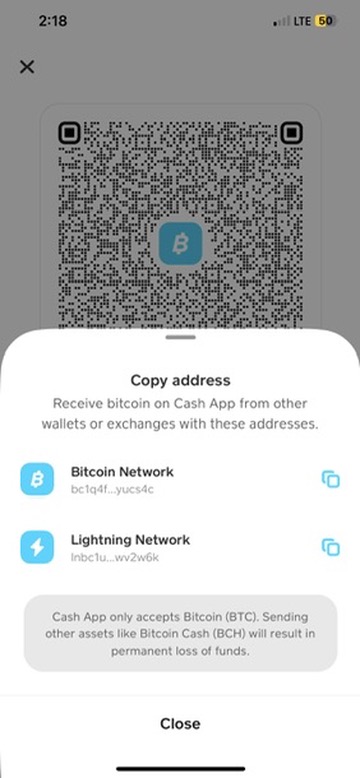 2:18
LTE 50
Copy address
Receive bitcoin on Cash App from other
wallets or exchanges with these addresses.
Bitcoin Network
bc1q4f...yucs4c
Lightning Network
lnbc1u...wv2w6k
Cash App only accepts Bitcoin (BTC). Sending
other assets like Bitcoin Cash (BCH) will result in
permanent loss of funds.
Close